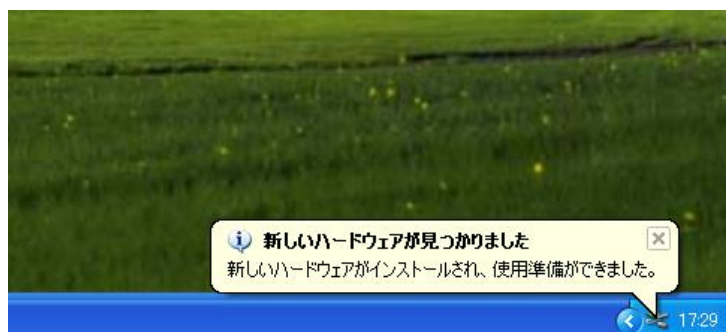 新しいハードウェアが見つかりました
新しいハードウェアがインストールされ、使用準備ができました。
17:29